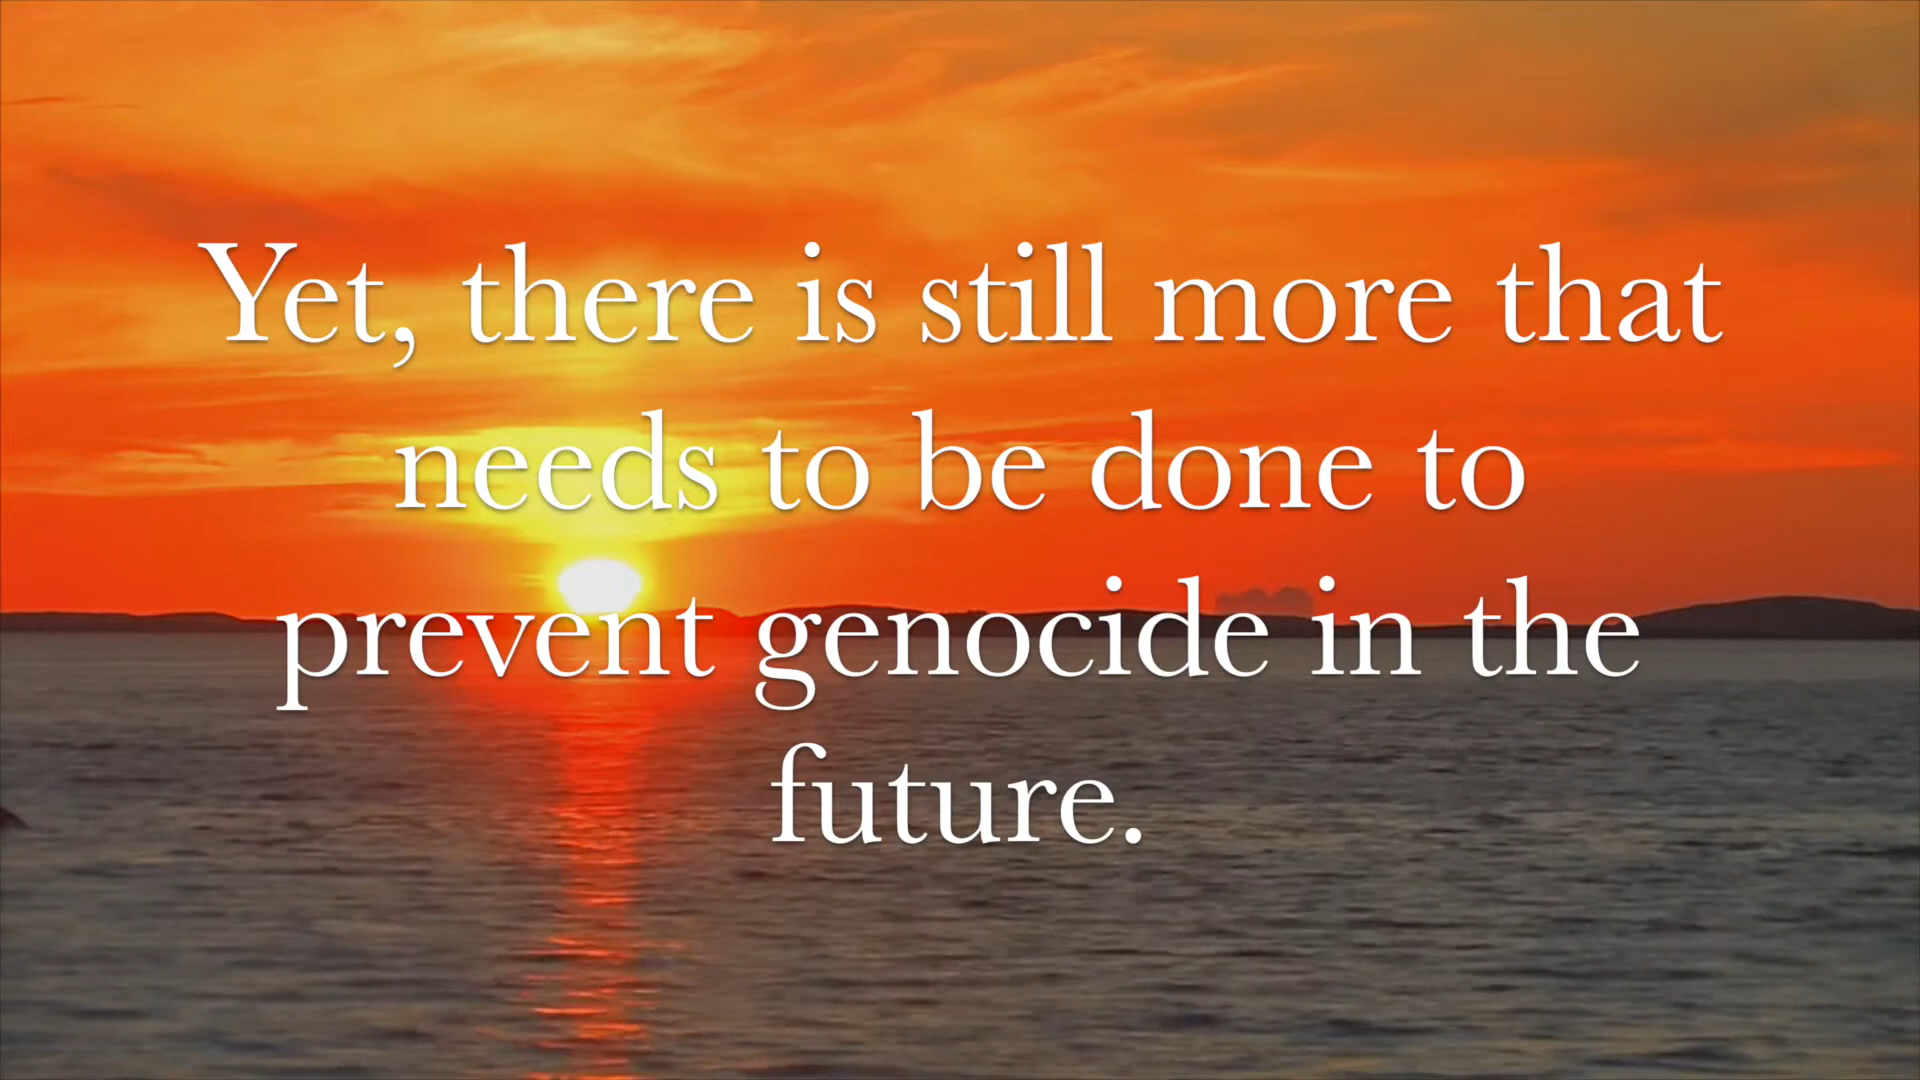 Yet, there is still more that
needs to be done to
prevent genocide in the
future.